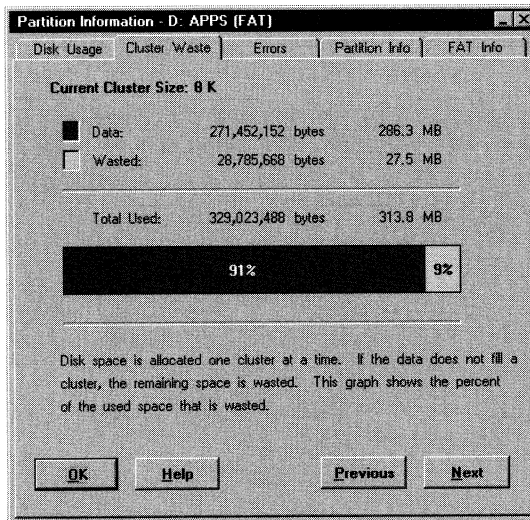 Partition Information - D: APPS (FAT)
Disk Usage Cluster Waste Errors Partition Info FAT Info
Current Cluster Size: 8 K
Data: 271,452,152 bytes 286.3 MB
Wasted: 28,785,668 bytes 27.5 MB
Total Used: 329,023,488 bytes 313.8 MB
91% 9%
Disk space is allocated one cluster at a time. If the data does not fill a
cluster, the remaining space is wasted. This graph shows the percent
of the used space that is wasted.
OK Help Previous Next